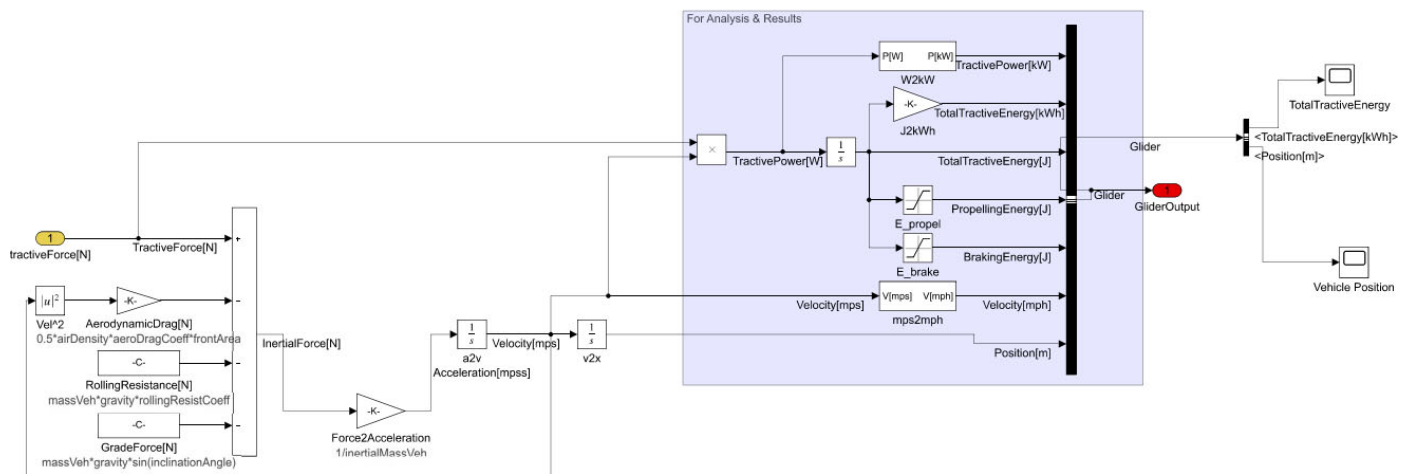 For Analysis & Results
P[W] P[kW]
TractivePower[kW]
W2kW
-K-
TotalTractiveEnergy[kWh]
J2kWh
×
TractivePower[W]
1
s
TotalTractiveEnergy[J]
PropellingEnergy[J]
E_propel
BrakingEnergy[J]
E_brake
Velocity[mps]
V[mps] V[mph]
Velocity[mph]
mps2mph
Position[m]
Glider
Glider
1
GliderOutput
TotalTractiveEnergy
<TotalTractiveEnergy[kWh]>
<Position[m]>
Vehicle Position
1
tractiveForce[N]
TractiveForce[N]
|u|²
Vel^2
-K-
AerodynamicDrag[N]
0.5*airDensity*aeroDragCoeff*frontArea
-C-
RollingResistance[N]
massVeh*gravity*rollingResistCoeff
-C-
GradeForce[N]
massVeh*gravity*sin(inclinationAngle)
+
-
-
-
InertialForce[N]
-K-
Force2Acceleration
1/inertialMassVeh
1
s
a2v
Acceleration[mpss]
Velocity[mps]
1
s
v2x